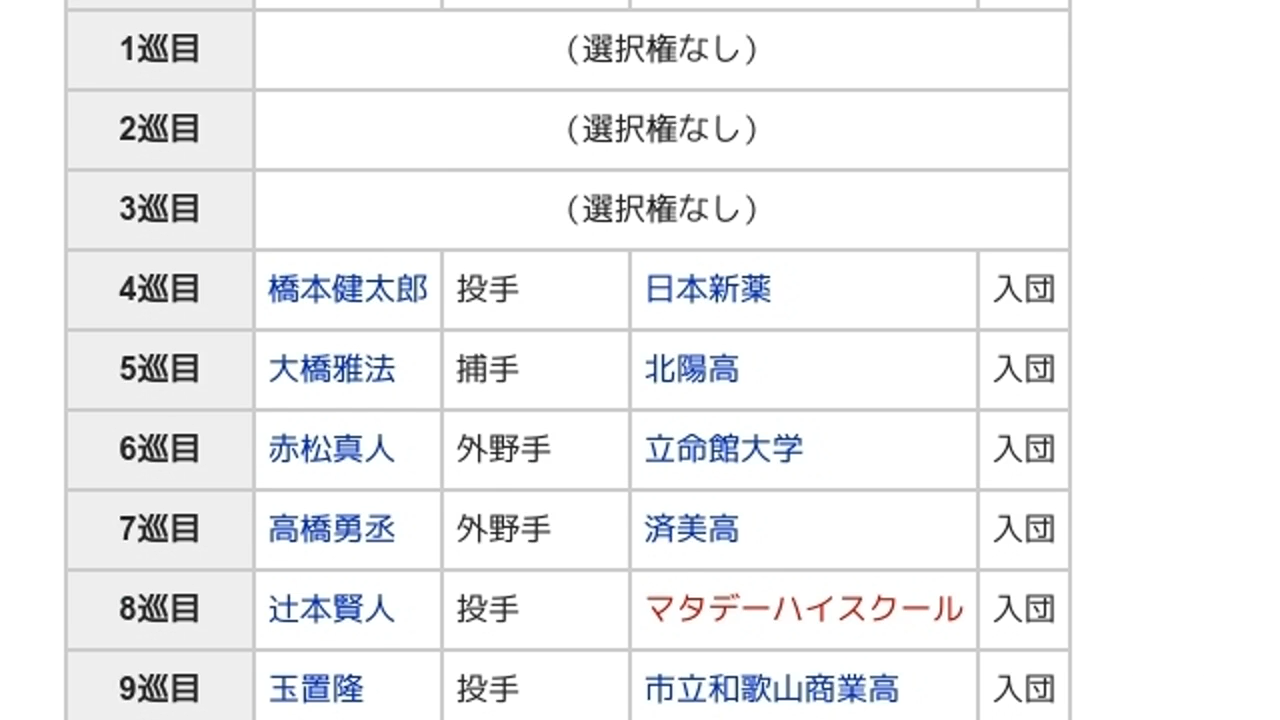 1巡目 (選択権なし)
2巡目 (選択権なし)
3巡目 (選択権なし)
4巡目 橋本健太郎 投手 日本新薬 入団
5巡目 大橋雅法 捕手 北陽高 入団
6巡目 赤松真人 外野手 立命館大学 入団
7巡目 高橋勇丞 外野手 済美高 入団
8巡目 辻本賢人 投手 マタデーハイスクール 入団
9巡目 玉置隆 投手 市立和歌山商業高 入団